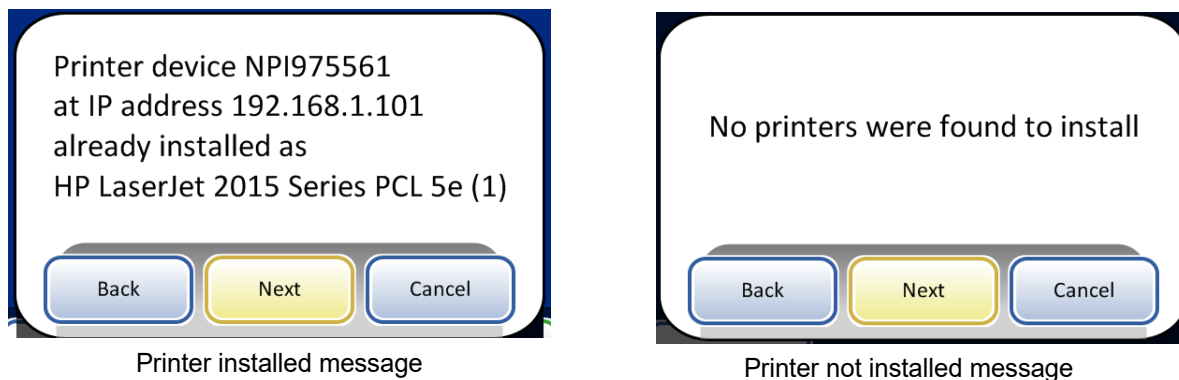 Printer device NPI975561
at IP address 192.168.1.101
already installed as
HP LaserJet 2015 Series PCL 5e (1)
Back
Next
Cancel
Printer installed message
No printers were found to install
Back
Next
Cancel
Printer not installed message